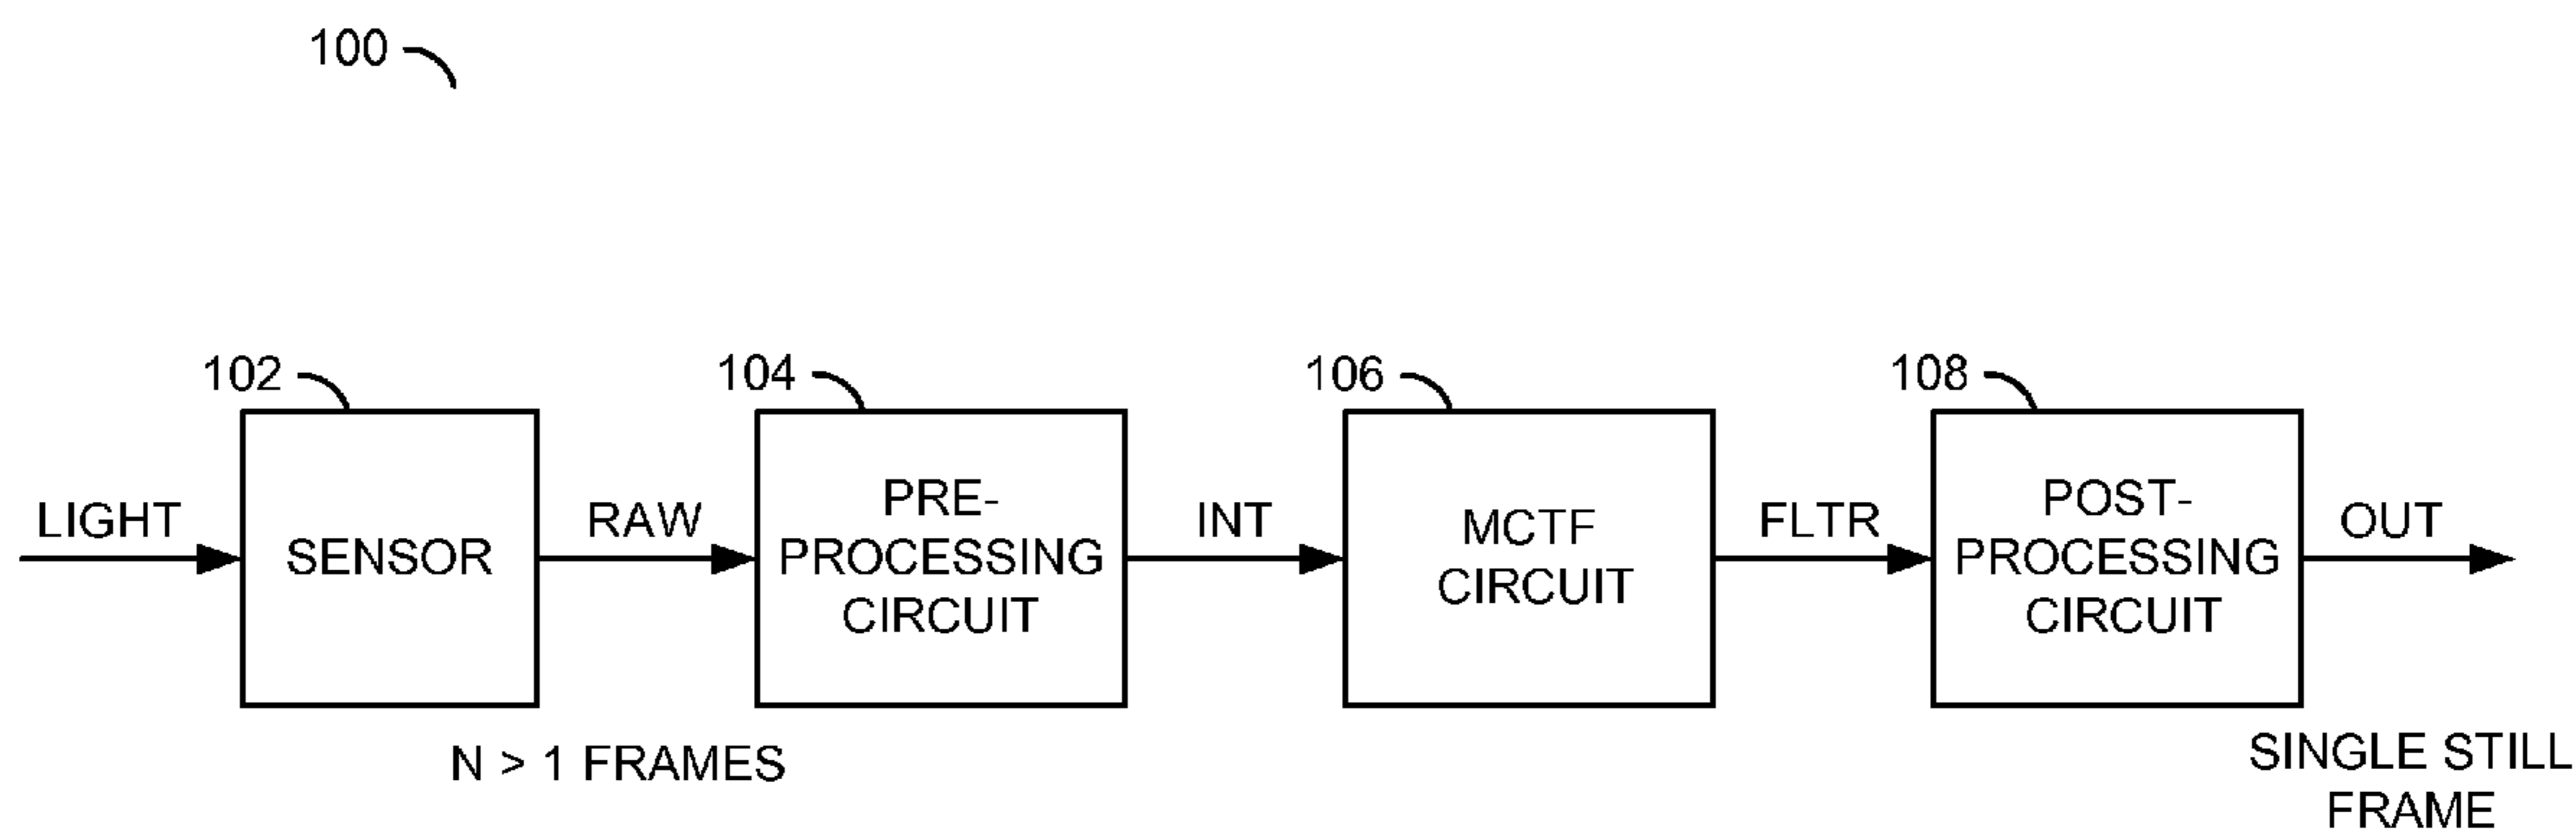 100
102
104
106
108
LIGHT
SENSOR
RAW
PRE-
PROCESSING
CIRCUIT
INT
MCTF
CIRCUIT
FLTR
POST-
PROCESSING
CIRCUIT
OUT
N > 1 FRAMES
SINGLE STILL
FRAME